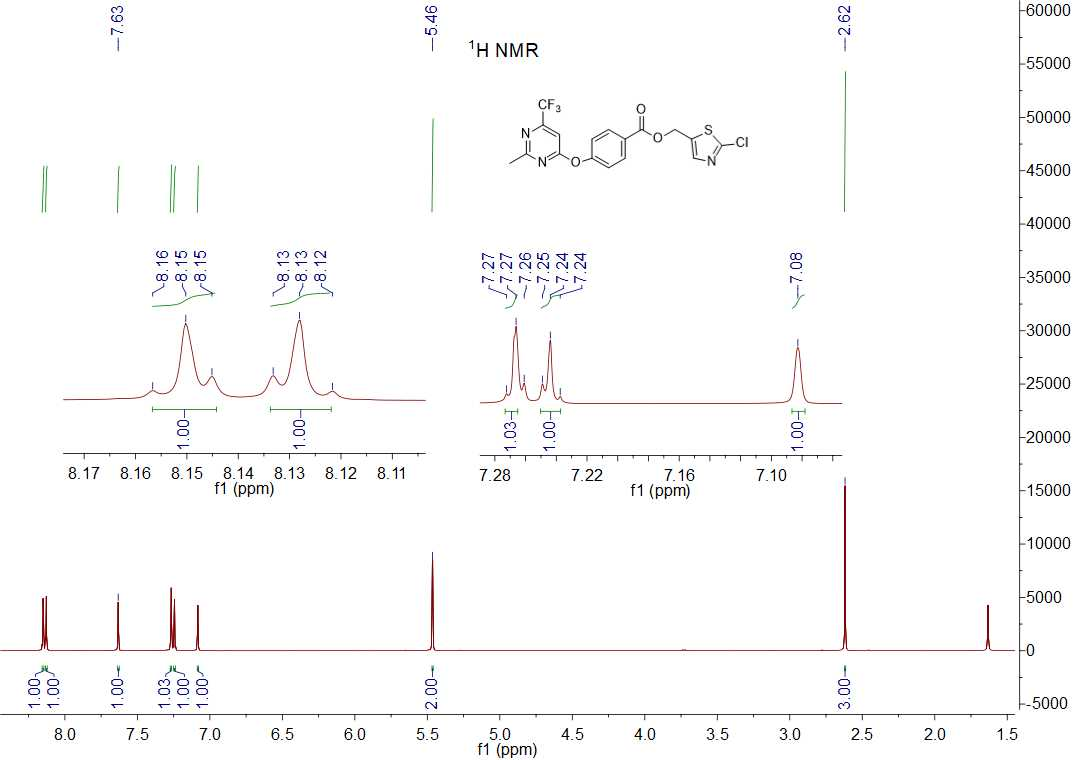 7.63
5.46
2.62
¹H NMR
CF₃
N
N
O
O
O
S
N
Cl
8.16
8.15
8.15
8.13
8.13
8.12
7.27
7.27
7.26
7.25
7.24
7.24
7.08
1.00
1.00
1.03
1.00
1.00
8.17 8.16 8.15 8.14 8.13 8.12 8.11
f1 (ppm)
7.28 7.22 7.16 7.10
f1 (ppm)
60000
55000
50000
45000
40000
35000
30000
25000
20000
15000
10000
5000
0
-5000
1.00
1.00
1.00
1.03
1.00
1.00
2.00
3.00
8.0 7.5 7.0 6.5 6.0 5.5 5.0 4.5 4.0 3.5 3.0 2.5 2.0 1.5
f1 (ppm)